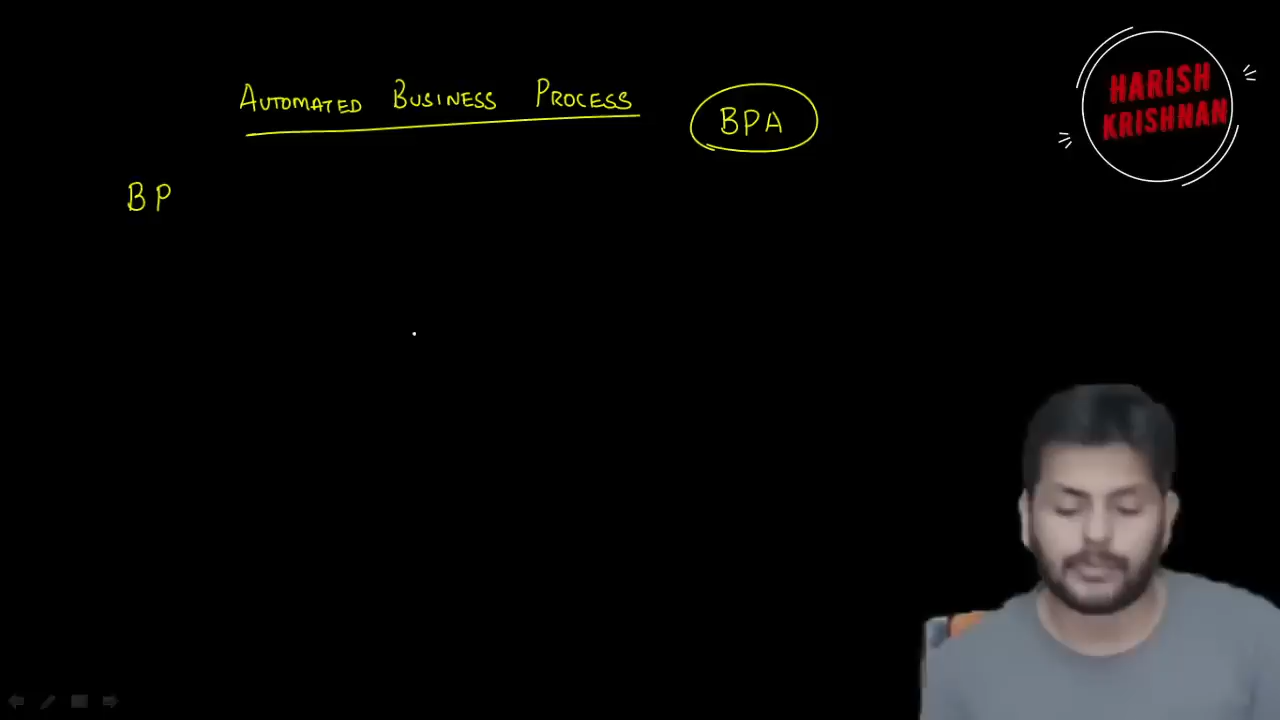 AUTOMATED BUSINESS PROCESS
BPA
HARISH
KRISHNAN
BP